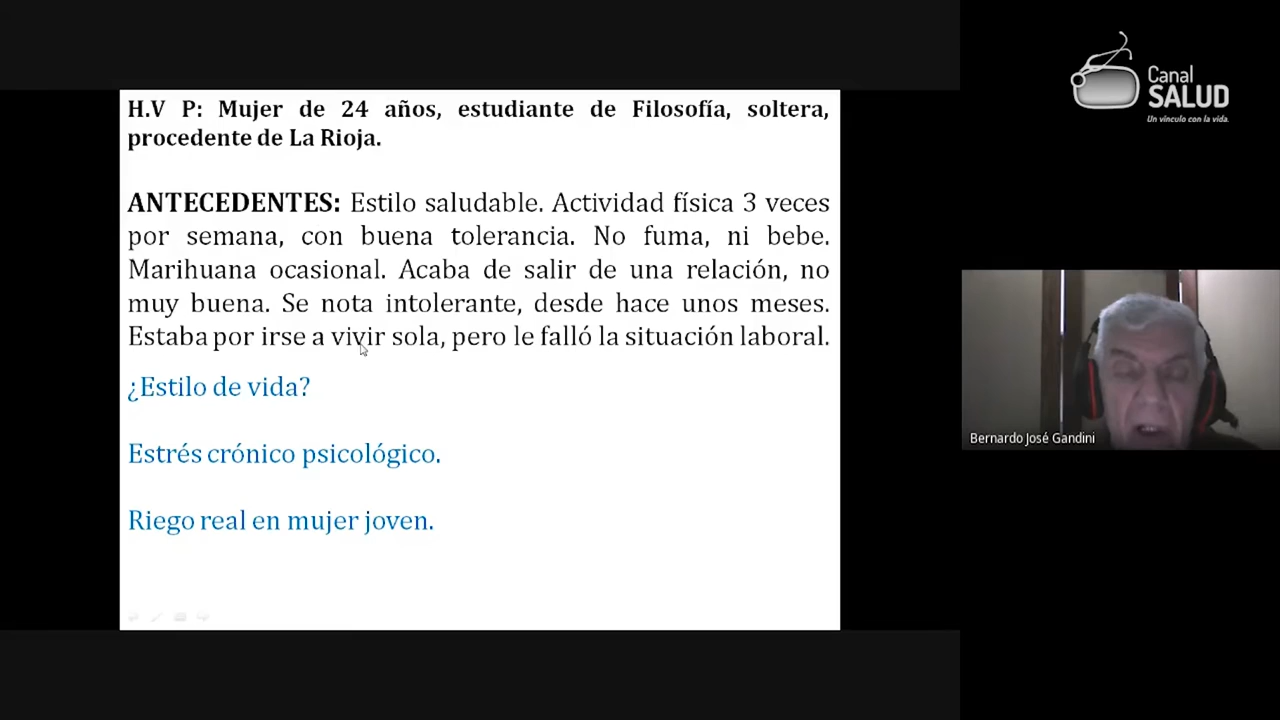 H.V P: Mujer de 24 años, estudiante de Filosofía, soltera,
procedente de La Rioja.
ANTECEDENTES: Estilo saludable. Actividad física 3 veces
por semana, con buena tolerancia. No fuma, ni bebe.
Marihuana ocasional. Acaba de salir de una relación, no
muy buena. Se nota intolerante, desde hace unos meses.
Estaba por irse a vivir sola, pero le falló la situación laboral.
¿Estilo de vida?
Estrés crónico psicológico.
Riego real en mujer joven.
Canal
SALUD
Un vínculo con la vida.
Bernardo José Gandini